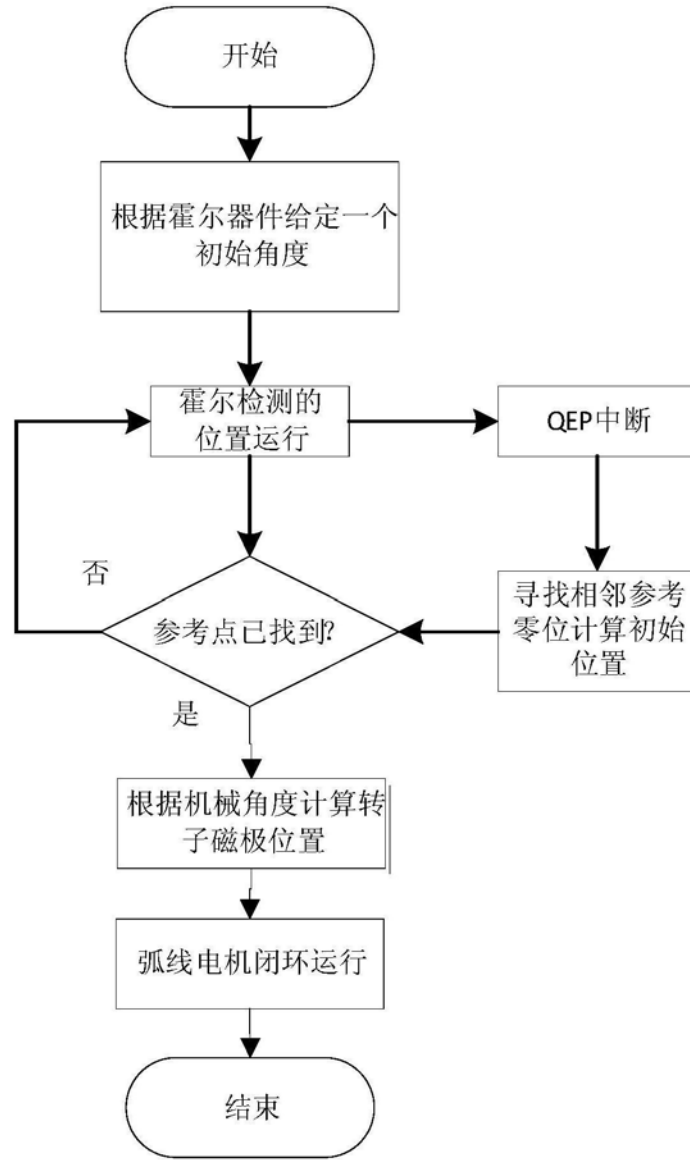 开始
根据霍尔器件给定一个
初始角度
霍尔检测的
位置运行
QEP中断
否
参考点已找到?
寻找相邻参考
零位计算初始
位置
是
根据机械角度计算转
子磁极位置
弧线电机闭环运行
结束